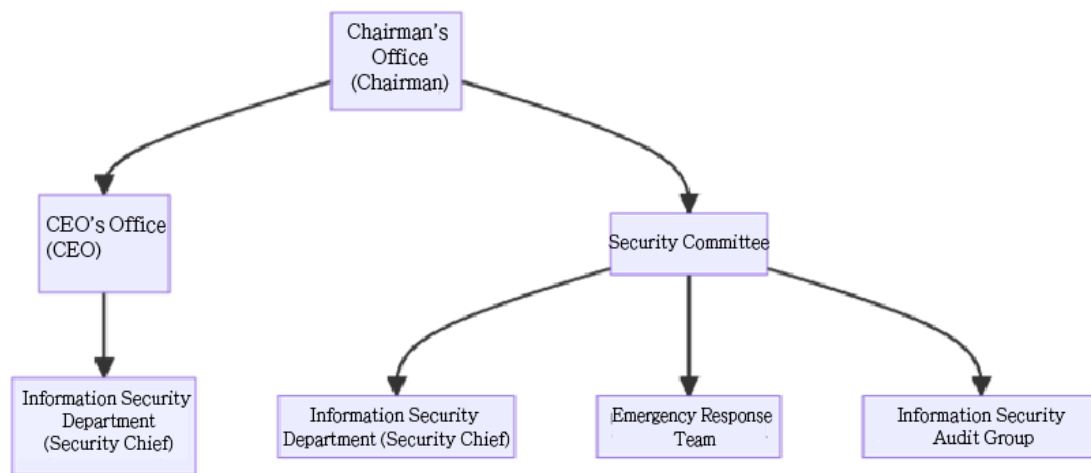 Chairman's
Office
(Chairman)
CEO's Office
(CEO)
Security Committee
Information Security
Department
(Security Chief)
Information Security
Department (Security Chief)
Emergency Response
Team
Information Security
Audit Group